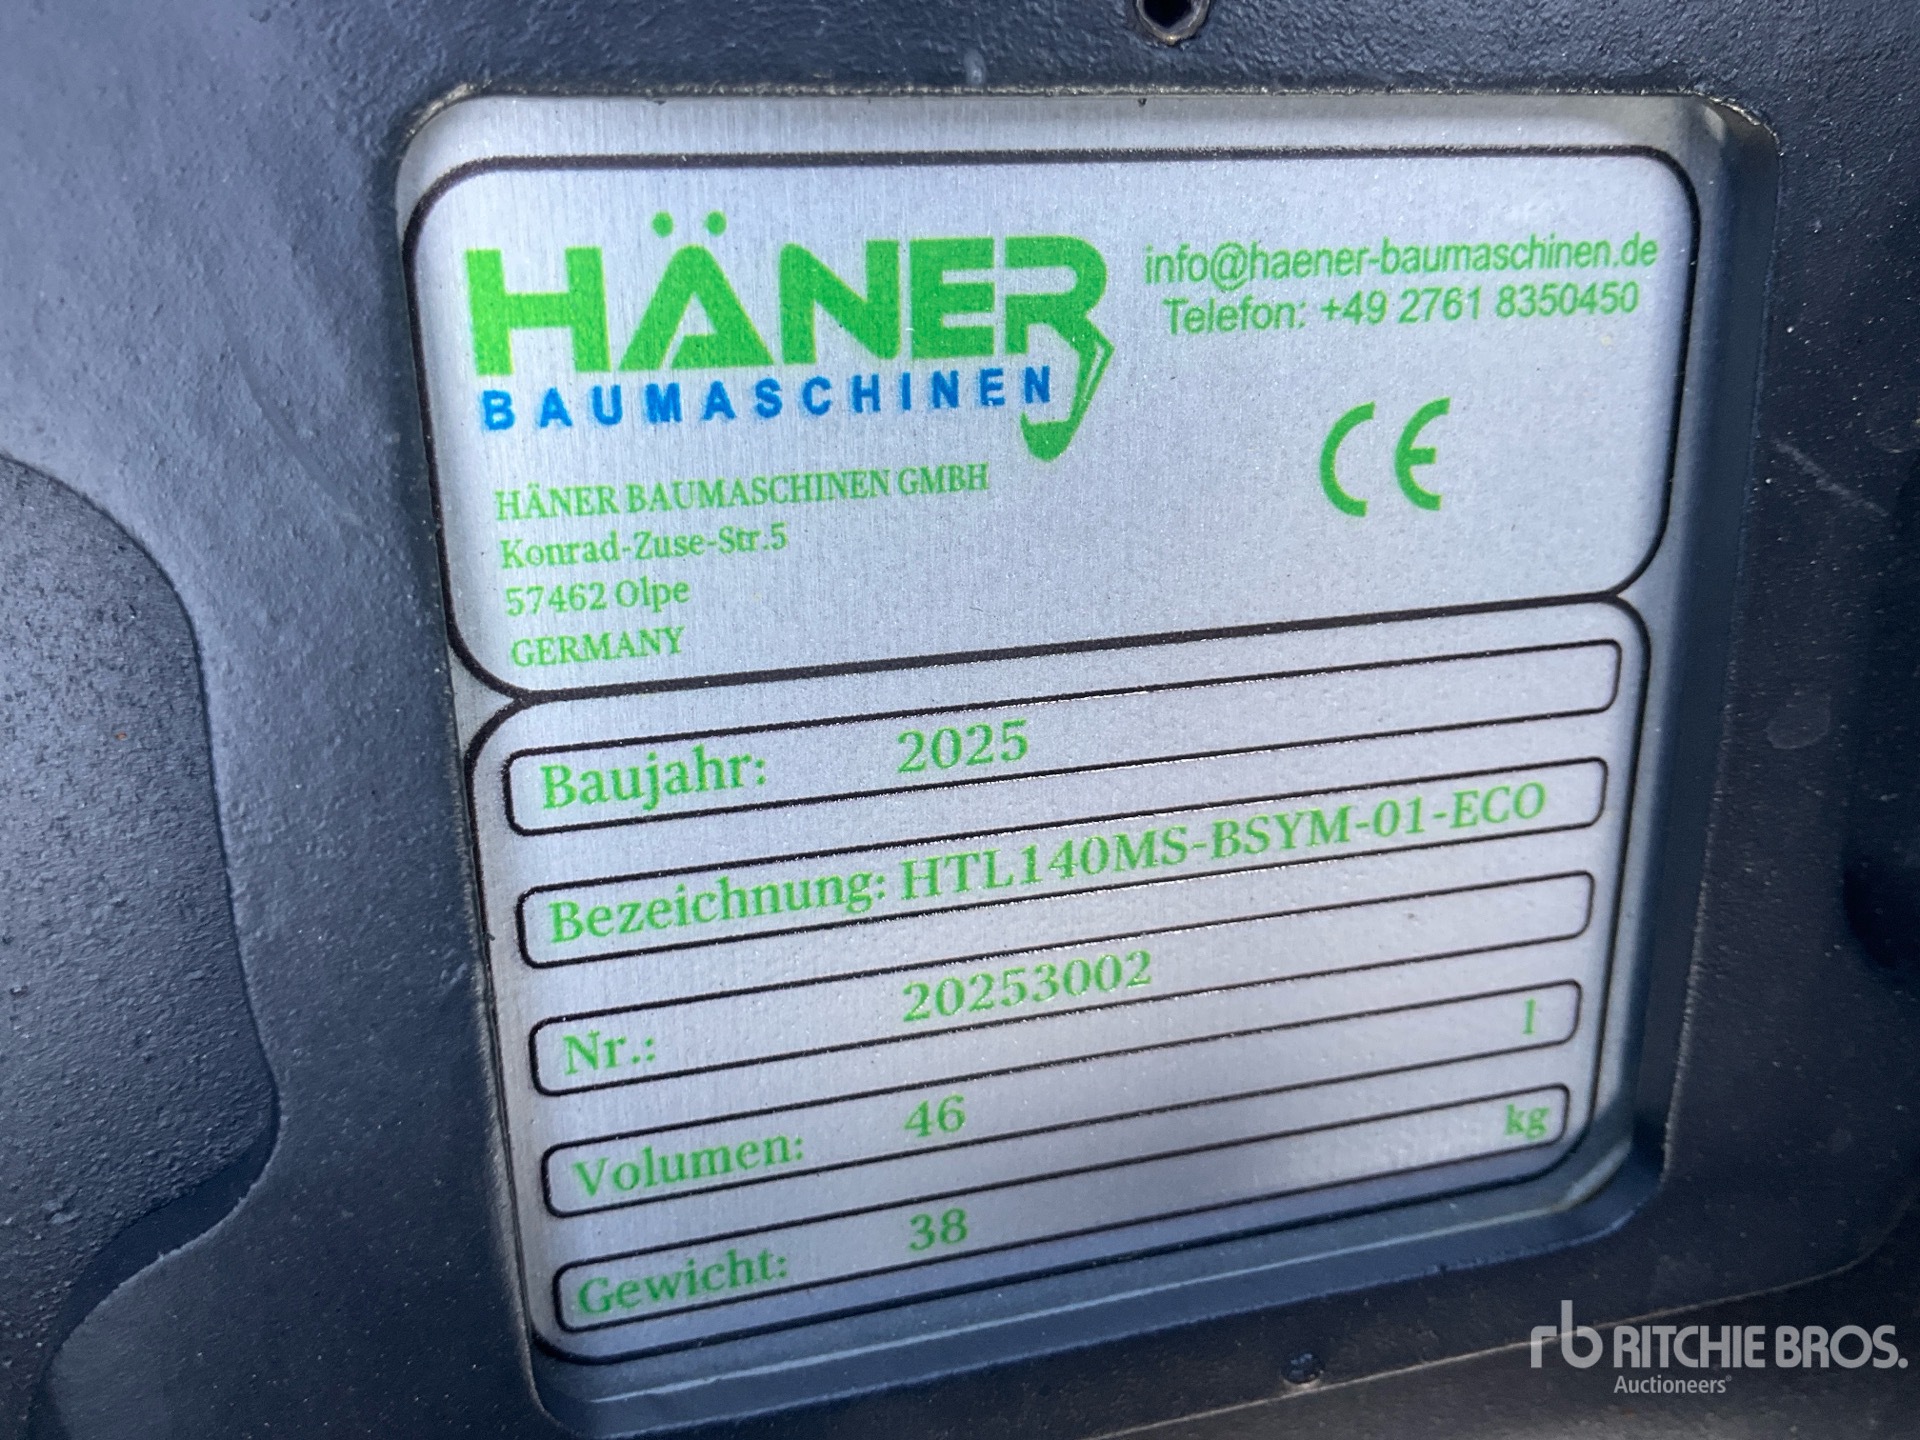 HÄNER
BAUMASCHINEN
info@haener-baumaschinen.de
Telefon: +49 2761 8350450
CE
HÄNER BAUMASCHINEN GMBH
Konrad-Zuse-Str.5
57462 Olpe
GERMANY
Baujahr: 2025
Bezeichnung: HTL140MS-BSYM-01-ECO
Nr.: 20253002
Volumen: 46 l
Gewicht: 38 kg
rb RITCHIE BROS.
Auctioneers